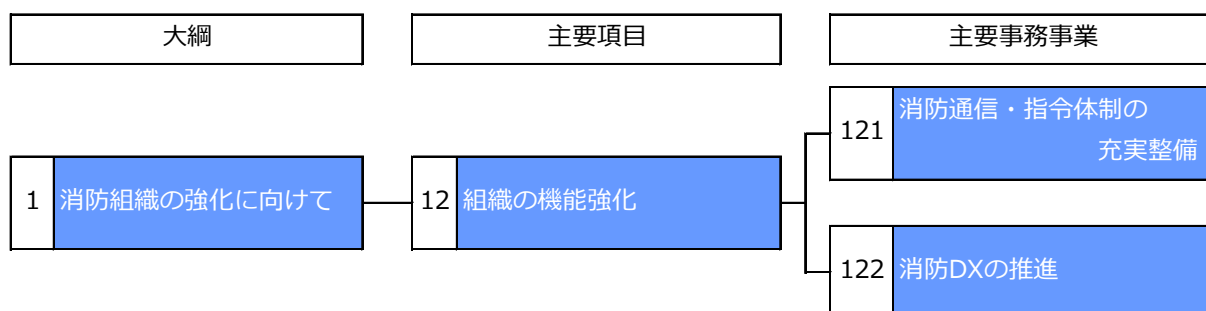 大綱
主要項目
主要事務事業
1 消防組織の強化に向けて
12 組織の機能強化
121 消防通信・指令体制の
充実整備
122 消防DXの推進